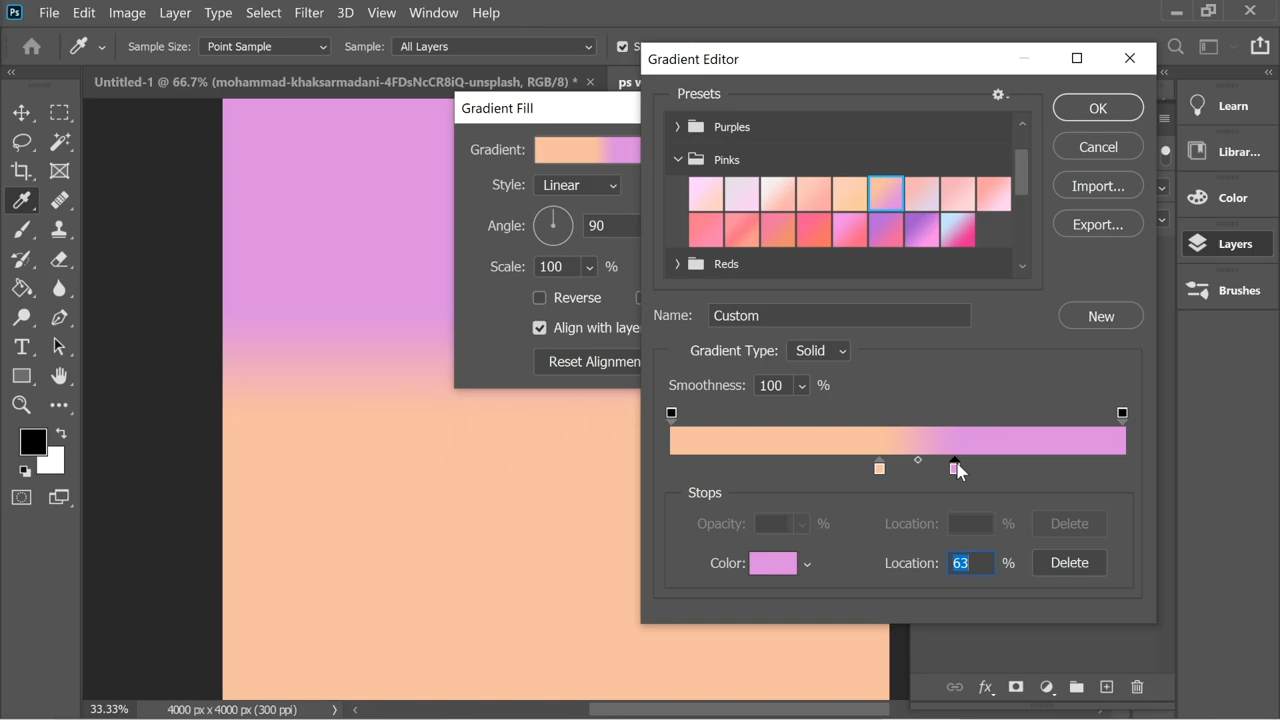 Ps File Edit Image Layer Type Select Filter 3D View Window Help
Sample Size: Point Sample Sample: All Layers
Untitled-1 @ 66.7% (mohammad-khaksarmadani-4FDsNcCR8iQ-unsplash, RGB/8) * × ps w
Gradient Editor
Presets
Purples
Pinks
Reds
OK
Cancel
Import...
Export...
Name: Custom
New
Gradient Type: Solid
Smoothness: 100 %
Stops
Opacity: % Location: % Delete
Color: Location: 63 % Delete
Gradient Fill
Gradient:
Style: Linear
Angle: 90
Scale: 100 %
Reverse
Align with laye
Reset Alignmen
Learn
Librar...
Color
Layers
Brushes
T
fx
33.33% 4000 px x 4000 px (300 ppi)